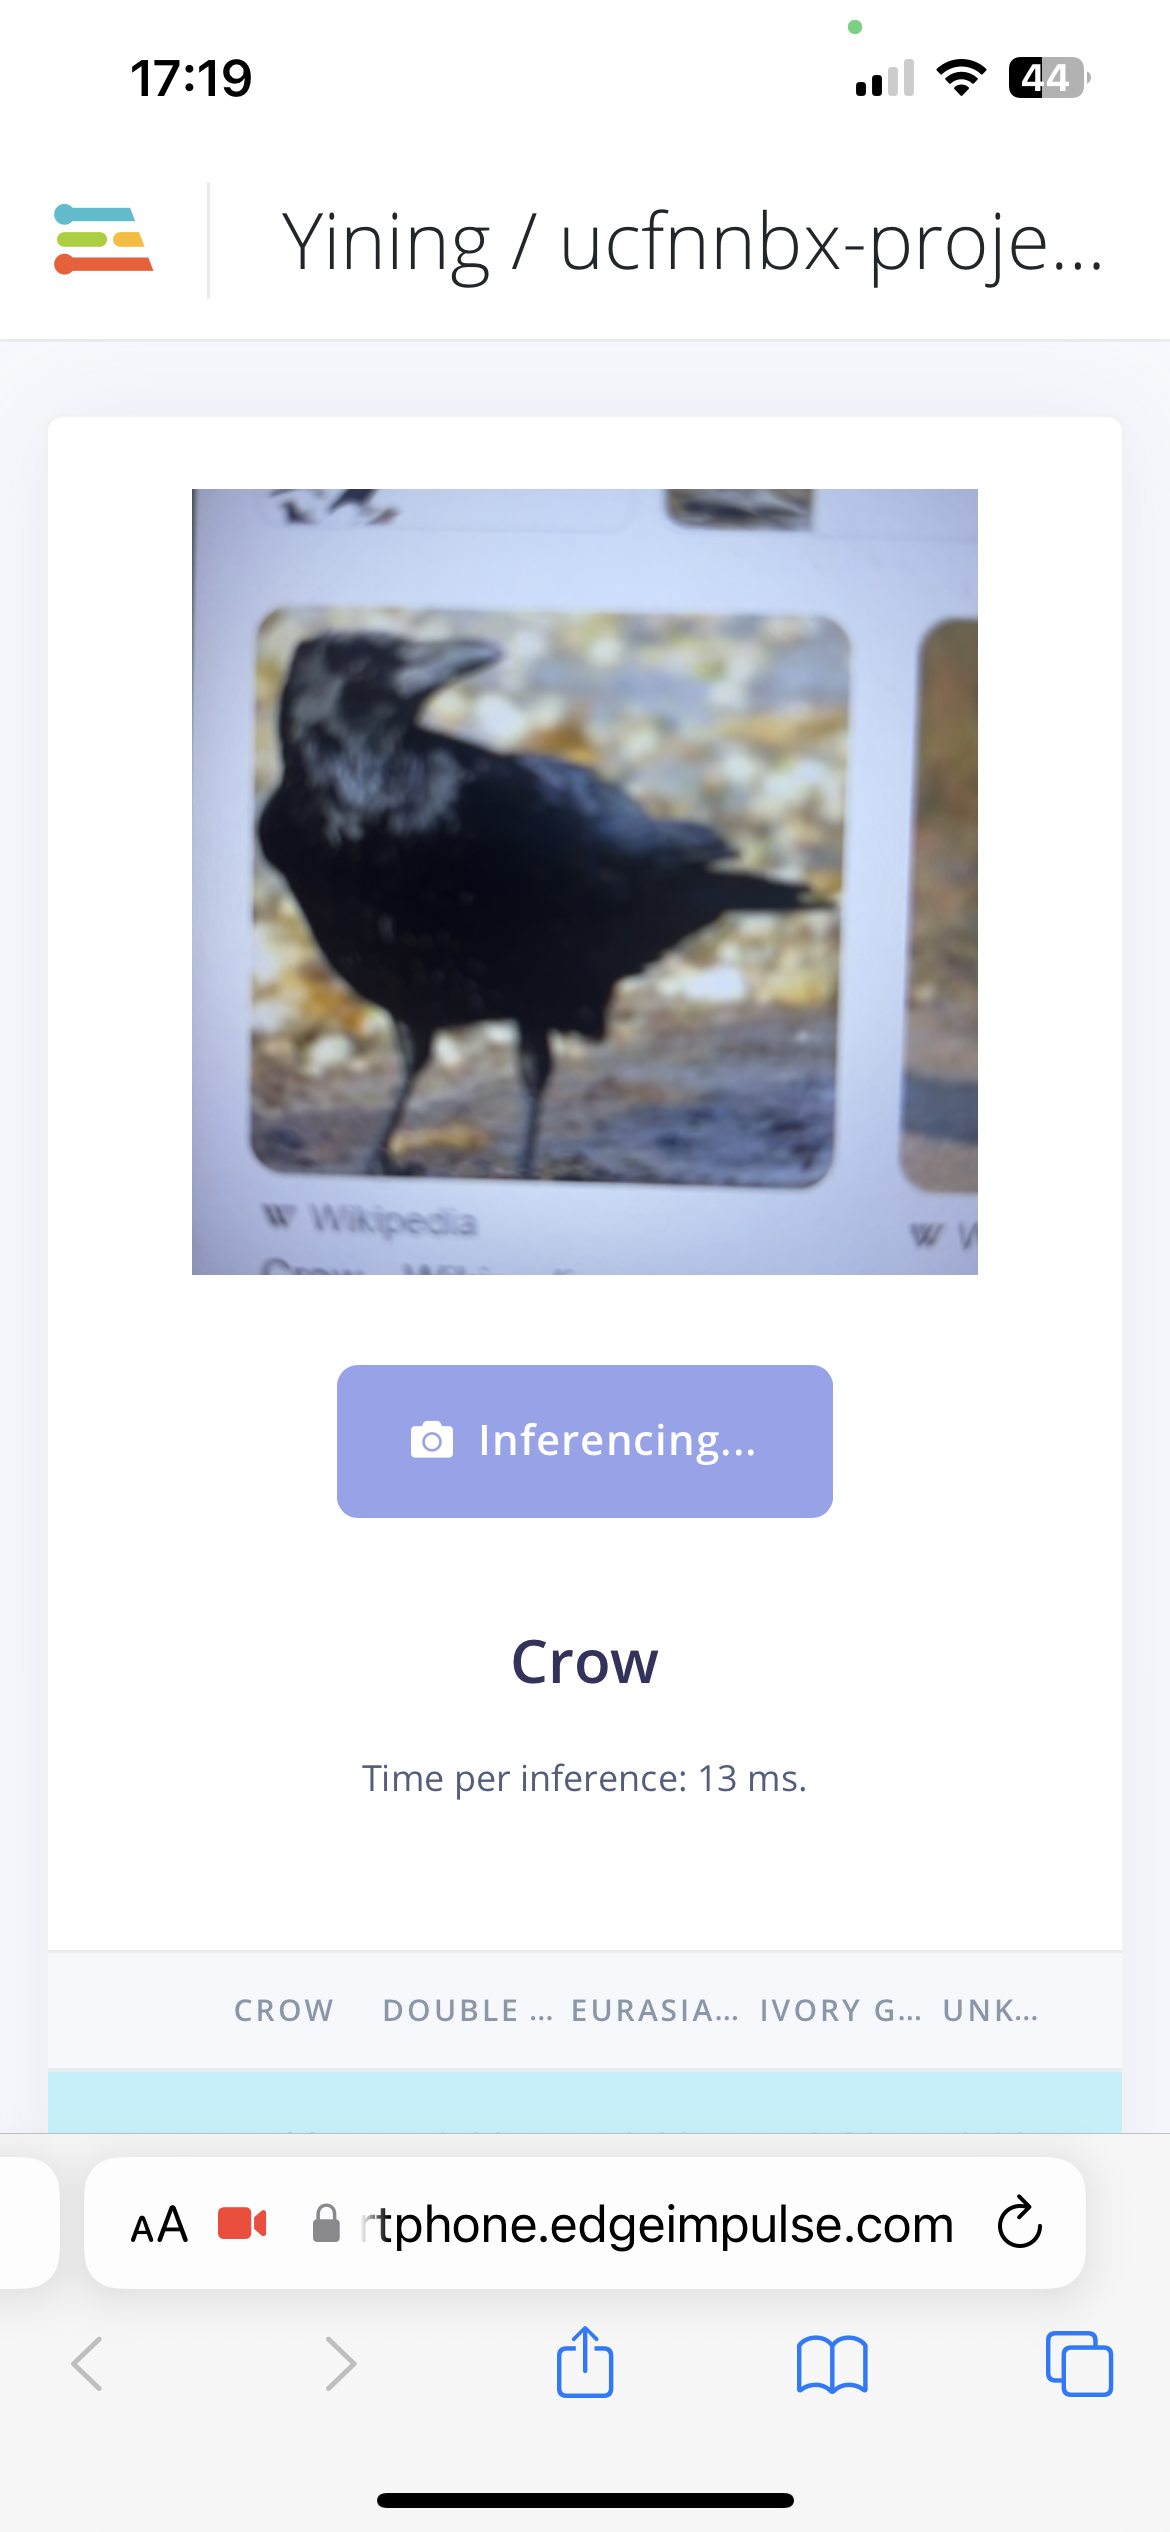 17:19
44
Yining / ucfnnbx-proje...
W Wikipedia
W
Crow
Inferencing...
Crow
Time per inference: 13 ms.
CROW DOUBLE ... EURASIA... IVORY G... UNK...
AA rtphone.edgeimpulse.com